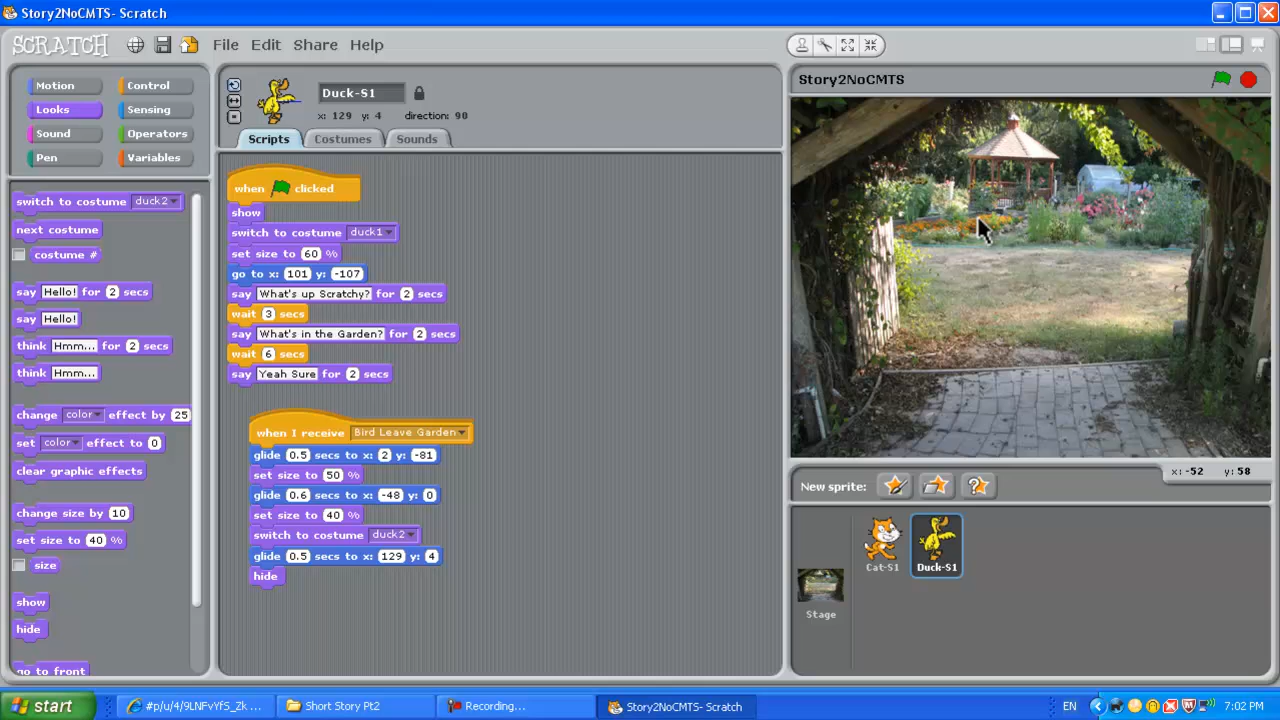 Story2NoCMTS- Scratch
SCRATCH File Edit Share Help
Motion Control
Looks Sensing
Sound Operators
Pen Variables
switch to costume duck2
next costume
costume #
say Hello! for 2 secs
say Hello!
think Hmm... for 2 secs
think Hmm...
change color effect by 25
set color effect to 0
clear graphic effects
change size by 10
set size to 40 %
size
show
hide
go to front
Duck-S1
x: 129 y: 4 direction: 90
Scripts Costumes Sounds
when clicked
show
switch to costume duck1
set size to 60 %
go to x: 101 y: -107
say What's up Scratchy? for 2 secs
wait 3 secs
say What's in the Garden? for 2 secs
wait 6 secs
say Yeah Sure for 2 secs
when I receive Bird Leave Garden
glide 0.5 secs to x: 2 y: -81
set size to 50 %
glide 0.6 secs to x: -48 y: 0
set size to 40 %
switch to costume duck2
glide 0.5 secs to x: 129 y: 4
hide
Story2NoCMTS
x: -52 y: 58
New sprite:
Cat-S1 Duck-S1
Stage
start #p/u/4/9LNFvYfS_Zk ... Short Story Pt2 Recording... Story2NoCMTS- Scratch EN 7:02 PM